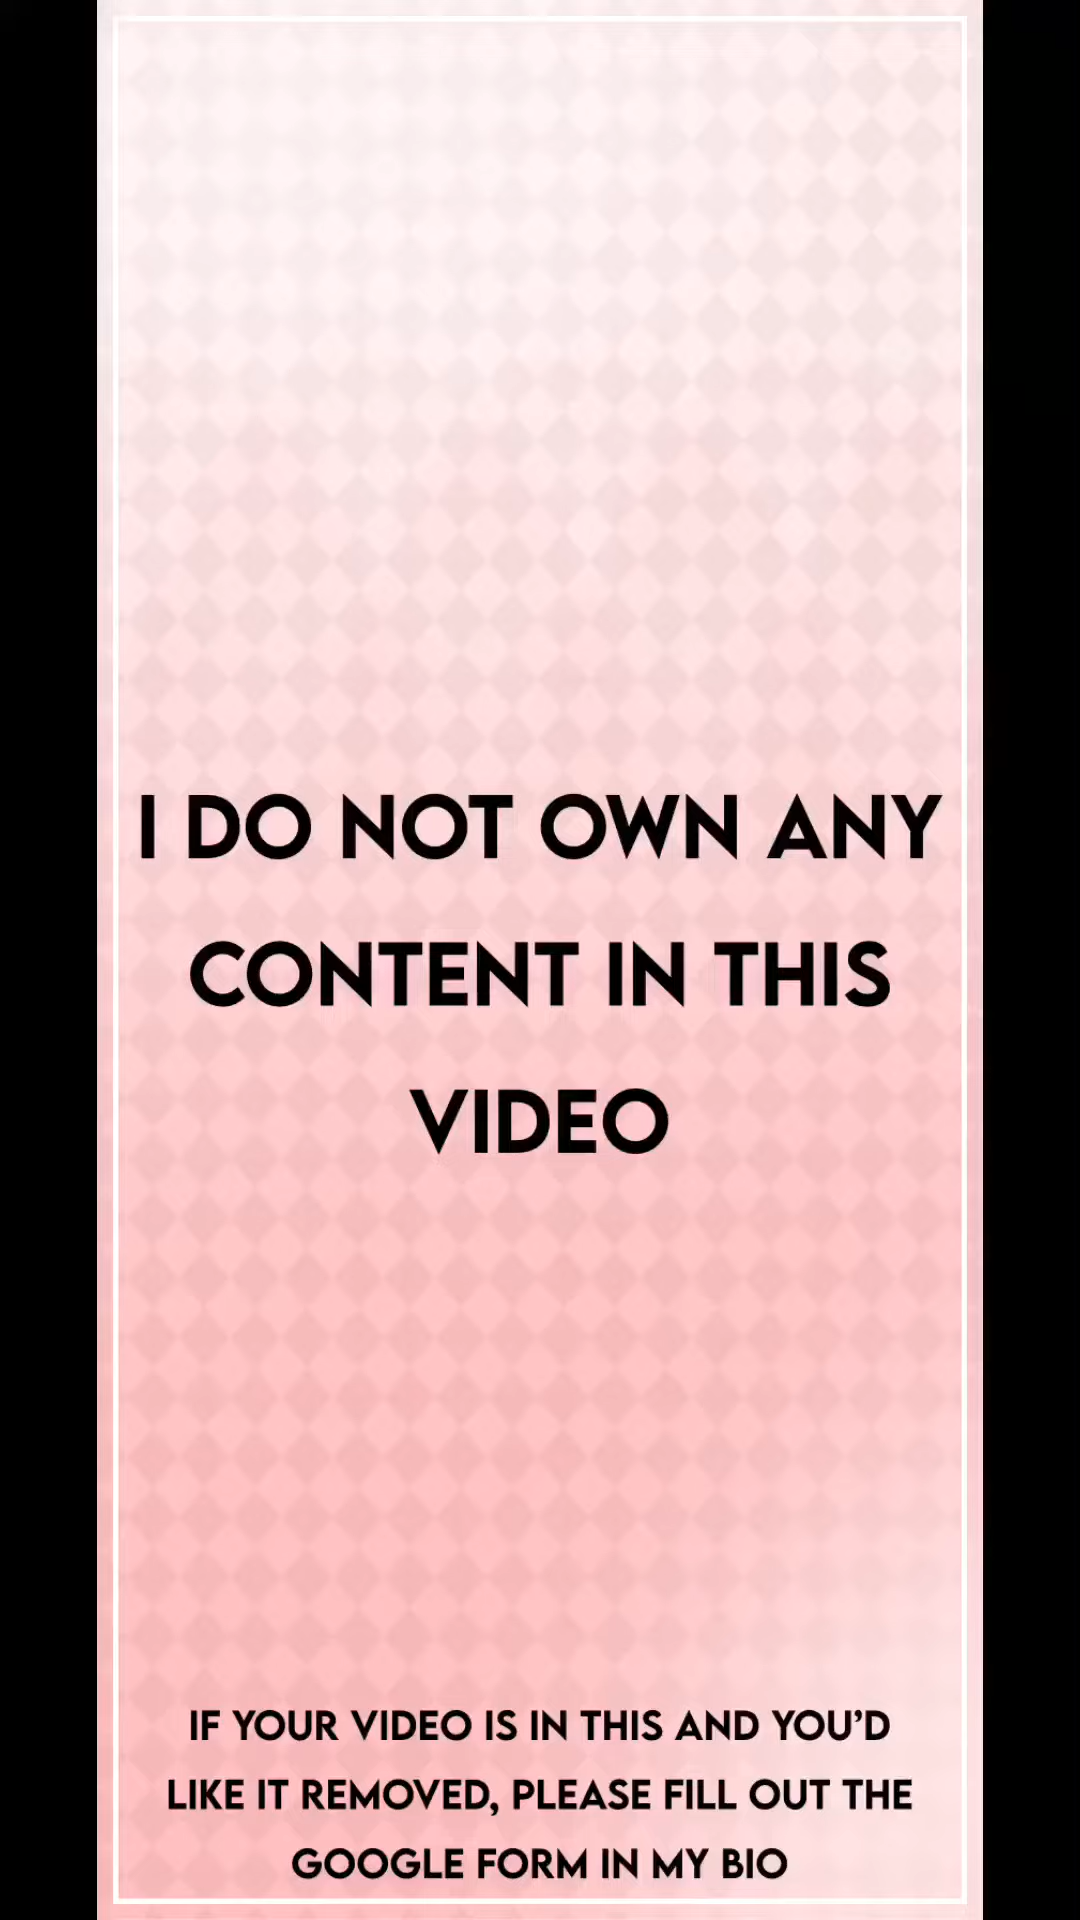 I DO NOT OWN ANY
CONTENT IN THIS
VIDEO
IF YOUR VIDEO IS IN THIS AND YOU'D
LIKE IT REMOVED, PLEASE FILL OUT THE
GOOGLE FORM IN MY BIO